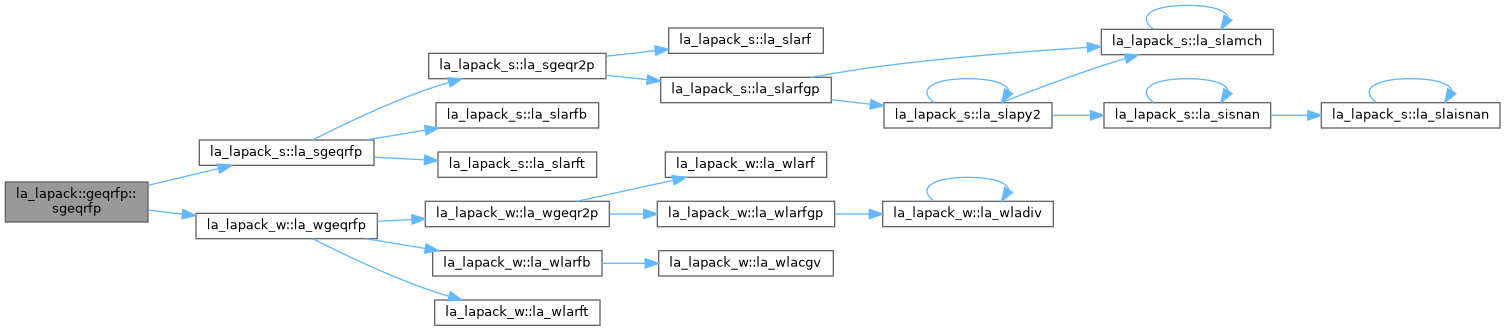 la_lapack::geqrfp::
sgeqrfp
la_lapack_s::la_sgeqrfp
la_lapack_s::la_sgeqr2p
la_lapack_s::la_slarf
la_lapack_s::la_slarfgp
la_lapack_s::la_slamch
la_lapack_s::la_slapy2
la_lapack_s::la_sisnan
la_lapack_s::la_slaisnan
la_lapack_s::la_slarfb
la_lapack_s::la_slarft
la_lapack_w::la_wgeqrfp
la_lapack_w::la_wgeqr2p
la_lapack_w::la_wlarf
la_lapack_w::la_wlarfgp
la_lapack_w::la_wladiv
la_lapack_w::la_wlarfb
la_lapack_w::la_wlacgv
la_lapack_w::la_wlarft